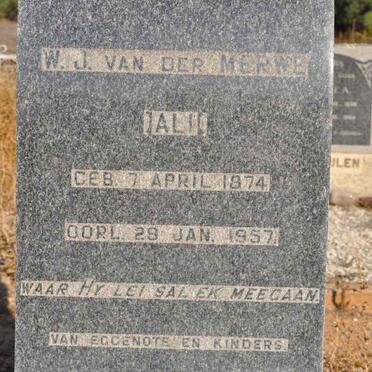 W. J. VAN DER MERWE
(ALI)
GEB. 7 APRIL 1874
OORL. 29 JAN. 1957
WAAR HY LEI SAL EK MEEGAAN.
VAN EGGENOTE EN KINDERS.